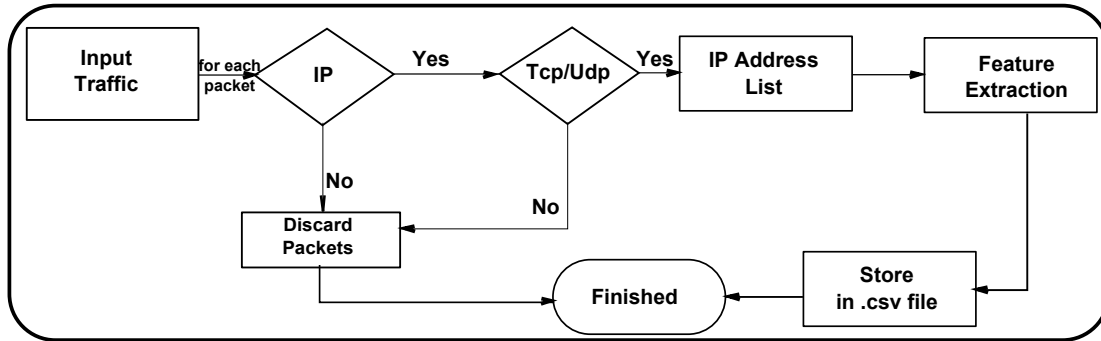 Input
Traffic
for each
packet
IP
Yes
Tcp/Udp
Yes
IP Address
List
Feature
Extraction
No
No
Discard
Packets
Finished
Store
in .csv file